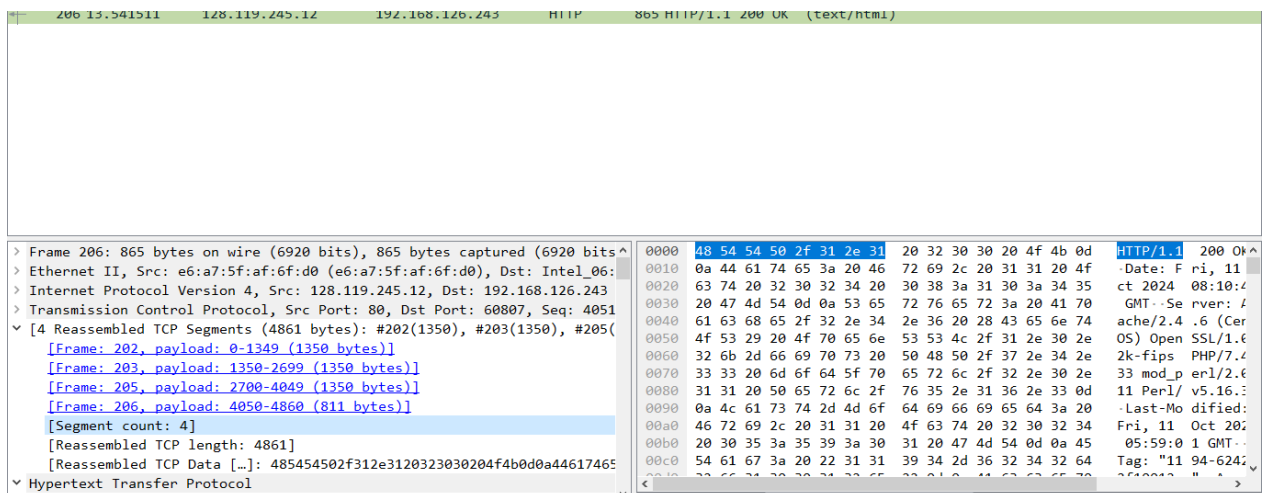 206 13.541511 128.119.245.12 192.168.126.243 HTTP 865 HTTP/1.1 200 OK (text/html)
> Frame 206: 865 bytes on wire (6920 bits), 865 bytes captured (6920 bits
> Ethernet II, Src: e6:a7:5f:af:6f:d0 (e6:a7:5f:af:6f:d0), Dst: Intel_06:
> Internet Protocol Version 4, Src: 128.119.245.12, Dst: 192.168.126.243
> Transmission Control Protocol, Src Port: 80, Dst Port: 60807, Seq: 4051
[4 Reassembled TCP Segments (4861 bytes): #202(1350), #203(1350), #205(
[Frame: 202, payload: 0-1349 (1350 bytes)]
[Frame: 203, payload: 1350-2699 (1350 bytes)]
[Frame: 205, payload: 2700-4049 (1350 bytes)]
[Frame: 206, payload: 4050-4860 (811 bytes)]
[Segment count: 4]
[Reassembled TCP length: 4861]
[Reassembled TCP Data […]: 485454502f312e3120323030204f4b0d0a44617465
Hypertext Transfer Protocol
0000 48 54 54 50 2f 31 2e 31 20 32 30 30 20 4f 4b 0d HTTP/1.1 200 OK
0010 0a 44 61 74 65 3a 20 46 72 69 2c 20 31 31 20 4f ·Date: F ri, 11
0020 63 74 20 32 30 32 34 20 30 38 3a 31 30 3a 34 35 ct 2024 08:10:4
0030 20 47 4d 54 0d 0a 53 65 72 76 65 72 3a 20 41 70 GMT··Se rver: A
0040 61 63 68 65 2f 32 2e 34 2e 36 20 28 43 65 6e 74 ache/2.4 .6 (Cen
0050 4f 53 29 20 4f 70 65 6e 53 53 4c 2f 31 2e 30 2e OS) Open SSL/1.0
0060 32 6b 2d 66 69 70 73 20 50 48 50 2f 37 2e 34 2e 2k-fips PHP/7.4
0070 33 33 20 6d 6f 64 5f 70 65 72 6c 2f 32 2e 30 2e 33 mod_p erl/2.0
0080 31 31 20 50 65 72 6c 2f 76 35 2e 31 36 2e 33 0d 11 Perl/ v5.16.3
0090 0a 4c 61 73 74 2d 4d 6f 64 69 66 69 65 64 3a 20 ·Last-Mo dified:
00a0 46 72 69 2c 20 31 31 20 4f 63 74 20 32 30 32 34 Fri, 11 Oct 202
00b0 20 30 35 3a 35 39 3a 30 31 20 47 4d 54 0d 0a 45 05:59:0 1 GMT··
00c0 54 61 67 3a 20 22 31 31 39 34 2d 36 32 34 32 64 Tag: "11 94-6242